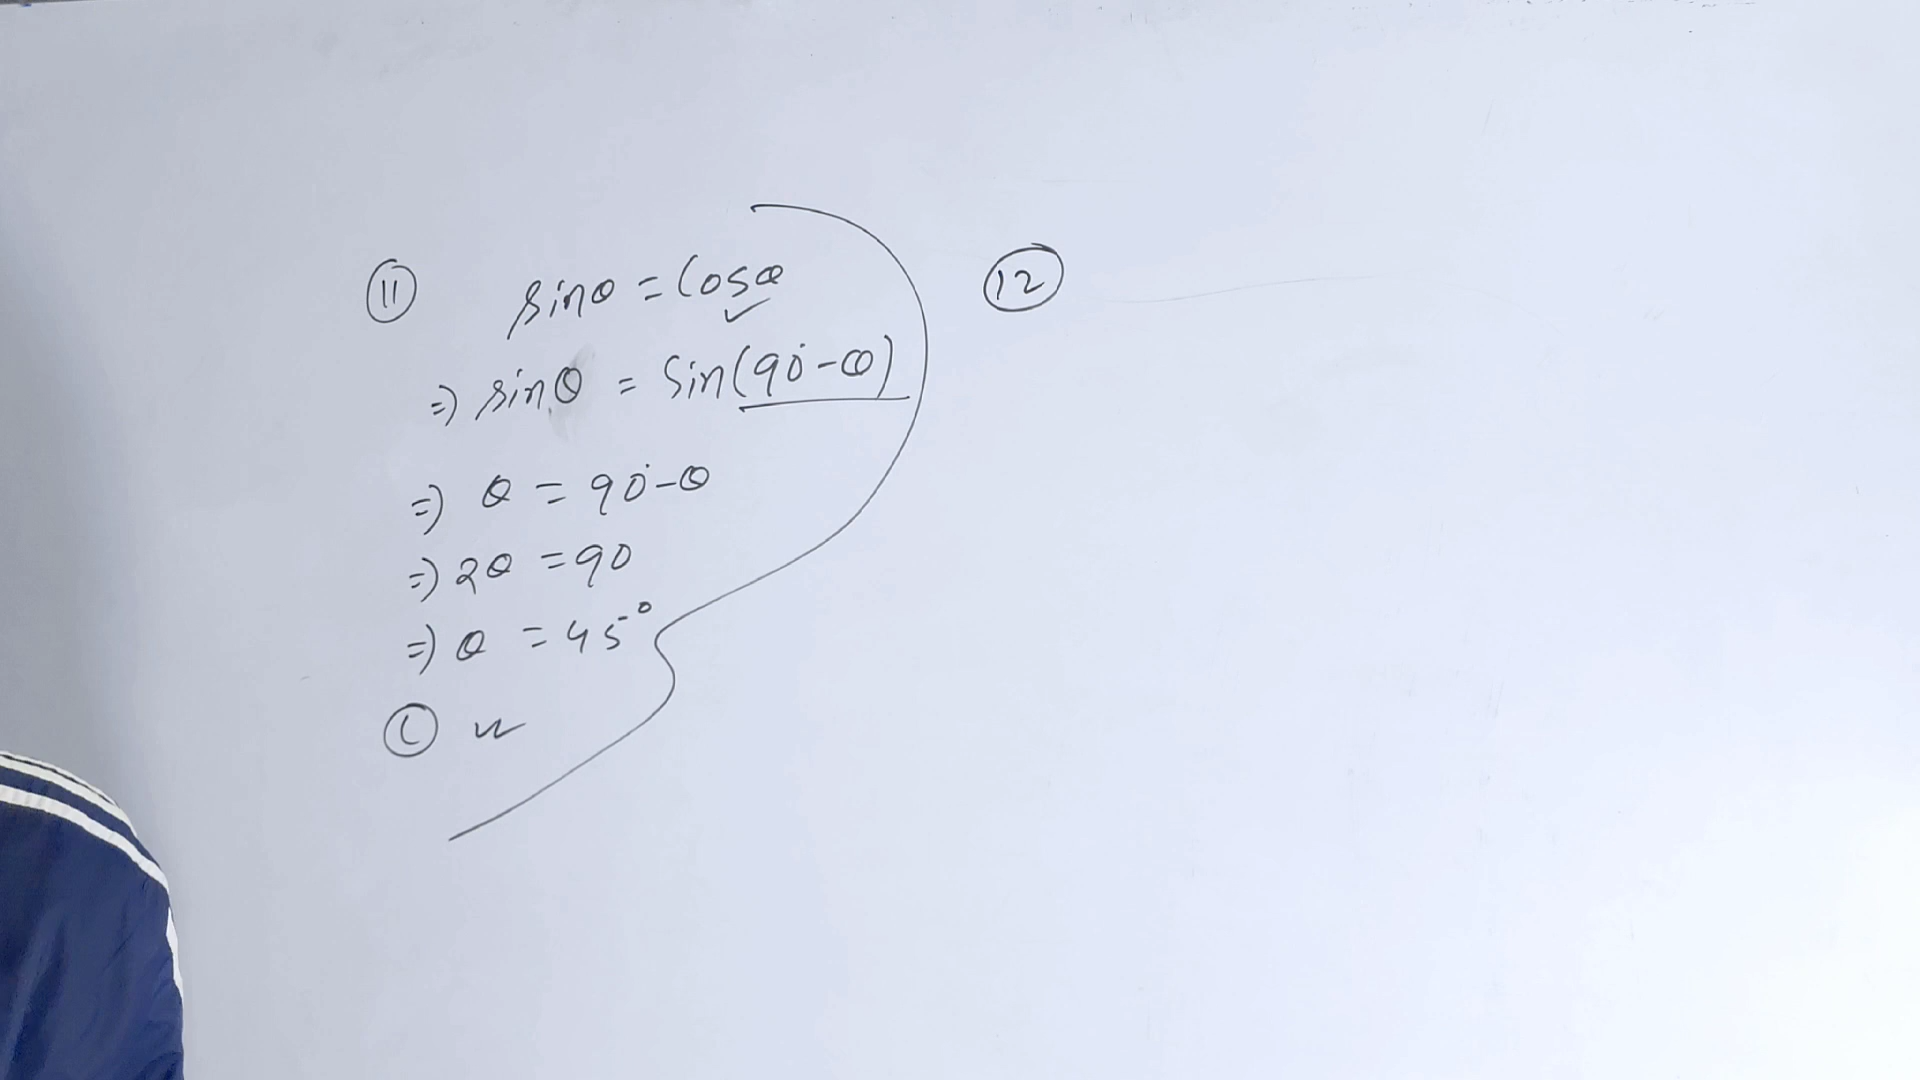 ⑪ sinθ = Cosθ
⇒ sinθ = Sin(90°-θ)
⇒ θ = 90°-θ
⇒ 2θ = 90
⇒ θ = 45°
Ⓒ
⑫